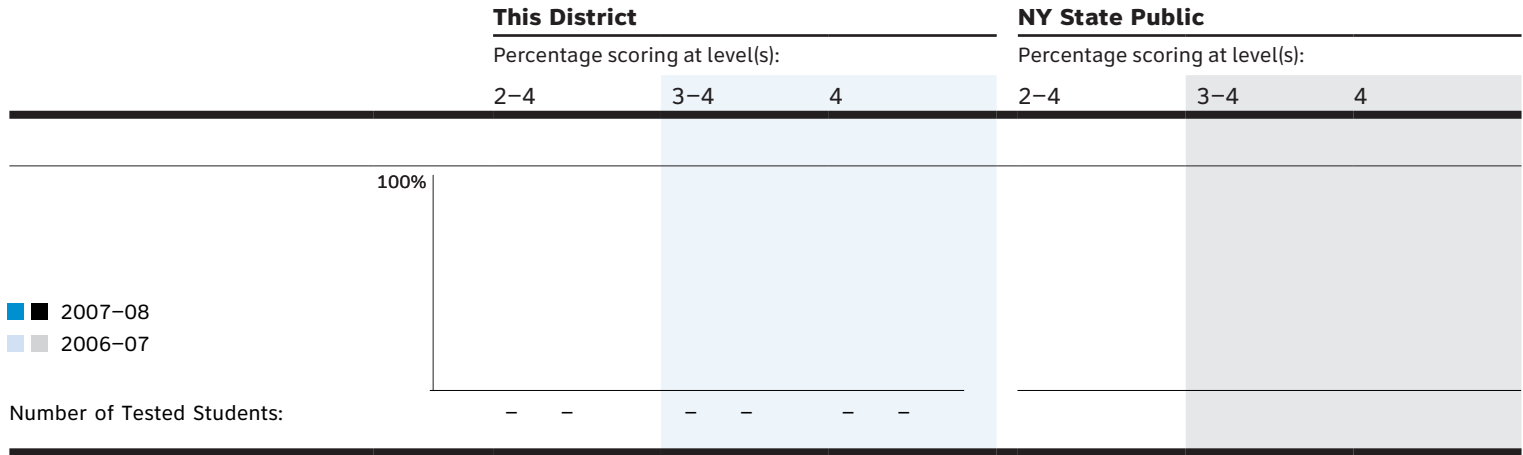 This District NY State Public
Percentage scoring at level(s): Percentage scoring at level(s):
2–4 3–4 4 2–4 3–4 4
100%
2007–08
2006–07
Number of Tested Students: – – – – – –